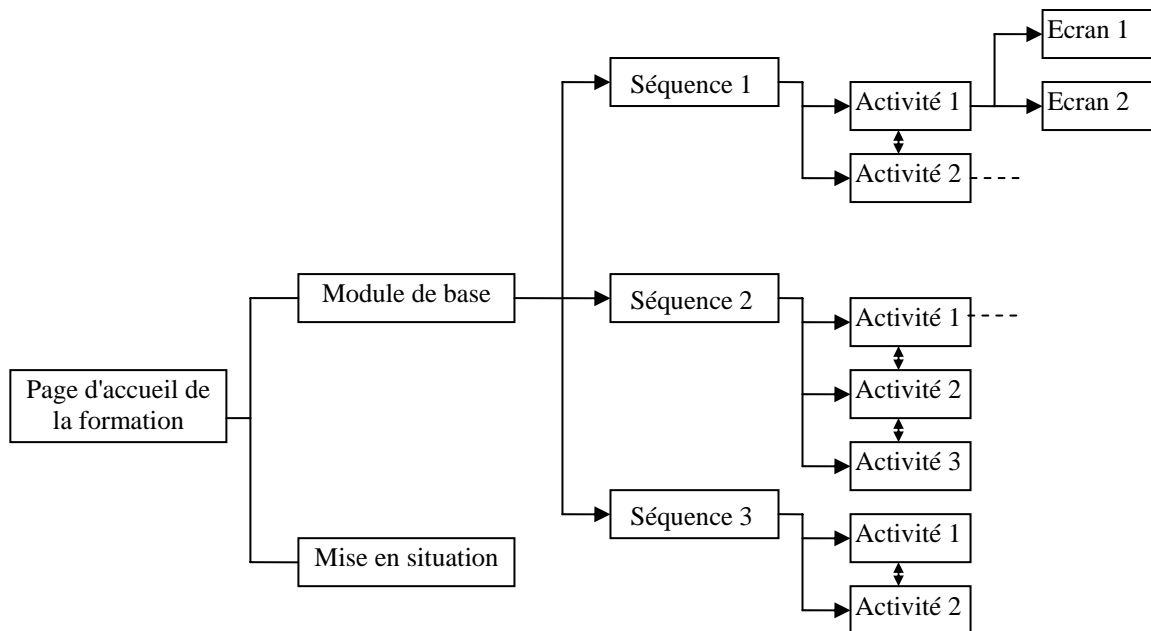 Page d'accueil de
la formation
Module de base
Mise en situation
Séquence 1
Activité 1
Ecran 1
Ecran 2
Activité 2
Séquence 2
Activité 1
Activité 2
Activité 3
Séquence 3
Activité 1
Activité 2